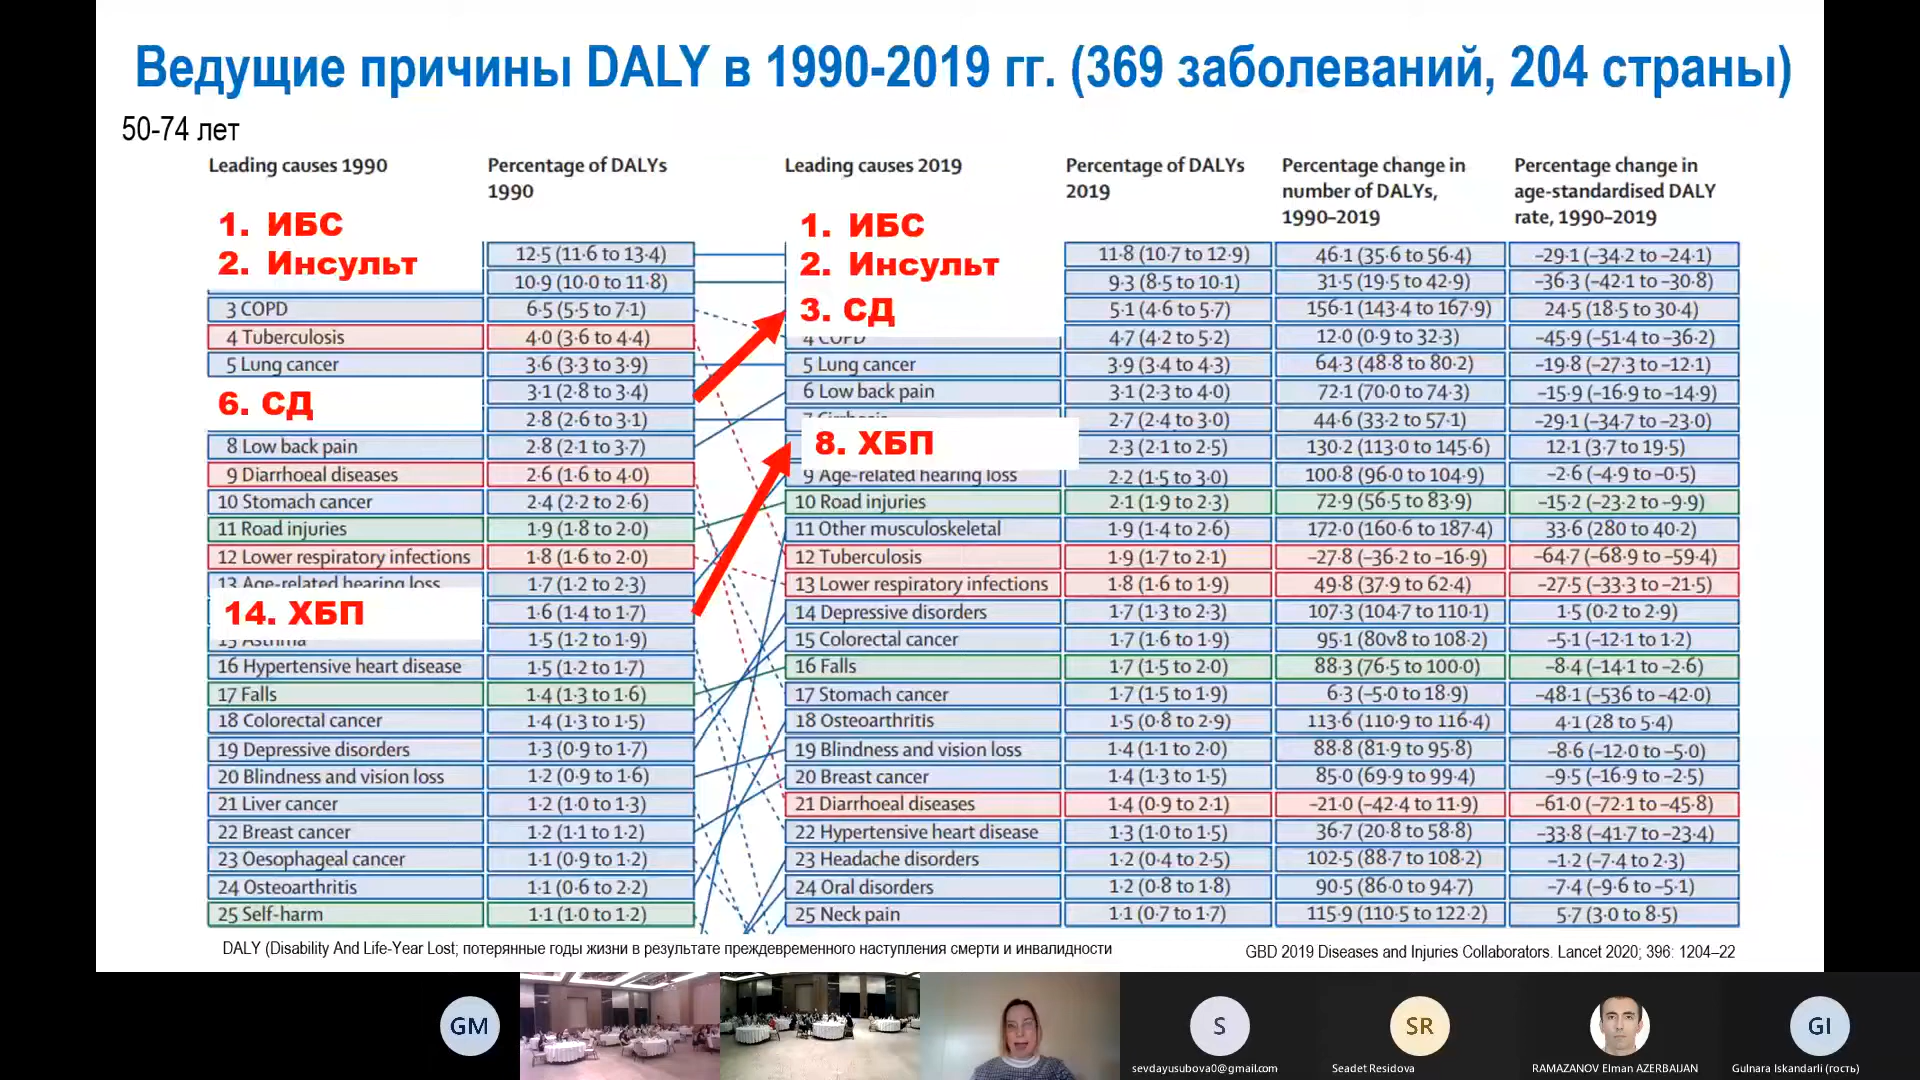 Ведущие причины DALY в 1990-2019 гг. (369 заболеваний, 204 страны)
50-74 лет
Leading causes 1990
Percentage of DALYs 1990
Leading causes 2019
Percentage of DALYs 2019
Percentage change in number of DALYs, 1990–2019
Percentage change in age-standardised DALY rate, 1990–2019
1. ИБС 12·5 (11·6 to 13·4) 1. ИБС 11·8 (10·7 to 12·9) 46·1 (35·6 to 56·4) –29·1 (–34·2 to –24·1)
2. Инсульт 10·9 (10·0 to 11·8) 2. Инсульт 9·3 (8·5 to 10·1) 31·5 (19·5 to 42·9) –36·3 (–42·1 to –30·8)
3 COPD 6·5 (5·5 to 7·1) 3. СД 5·1 (4·6 to 5·7) 156·1 (143·4 to 167·9) 24·5 (18·5 to 30·4)
4 Tuberculosis 4·0 (3·6 to 4·4) 4 COPD 4·7 (4·2 to 5·2) 12·0 (0·9 to 32·3) –45·9 (–51·4 to –36·2)
5 Lung cancer 3·6 (3·3 to 3·9) 5 Lung cancer 3·9 (3·4 to 4·3) 64·3 (48·8 to 80·2) –19·8 (–27·3 to –12·1)
6. СД 3·1 (2·8 to 3·4) 6 Low back pain 3·1 (2·3 to 4·0) 72·1 (70·0 to 74·3) –15·9 (–16·9 to –14·9)
2·8 (2·6 to 3·1) 7 Cirrhosis 2·7 (2·4 to 3·0) 44·6 (33·2 to 57·1) –29·1 (–34·7 to –23·0)
8 Low back pain 2·8 (2·1 to 3·7) 8. ХБП 2·3 (2·1 to 2·5) 130·2 (113·0 to 145·6) 12·1 (3·7 to 19·5)
9 Diarrhoeal diseases 2·6 (1·6 to 4·0) 9 Age-related hearing loss 2·2 (1·5 to 3·0) 100·8 (96·0 to 104·9) –2·6 (–4·9 to –0·5)
10 Stomach cancer 2·4 (2·2 to 2·6) 10 Road injuries 2·1 (1·9 to 2·3) 72·9 (56·5 to 83·9) –15·2 (–23·2 to –9·9)
11 Road injuries 1·9 (1·8 to 2·0) 11 Other musculoskeletal 1·9 (1·4 to 2·6) 172·0 (160·6 to 187·4) 33·6 (280 to 40·2)
12 Lower respiratory infections 1·8 (1·6 to 2·0) 12 Tuberculosis 1·9 (1·7 to 2·1) –27·8 (–36·2 to –16·9) –64·7 (–68·9 to –59·4)
13 Age-related hearing loss 1·7 (1·2 to 2·3) 13 Lower respiratory infections 1·8 (1·6 to 1·9) 49·8 (37·9 to 62·4) –27·5 (–33·3 to –21·5)
14. ХБП 1·6 (1·4 to 1·7) 14 Depressive disorders 1·7 (1·3 to 2·3) 107·3 (104·7 to 110·1) 1·5 (0·2 to 2·9)
15 Asthma 1·5 (1·2 to 1·9) 15 Colorectal cancer 1·7 (1·6 to 1·9) 95·1 (80v8 to 108·2) –5·1 (–12·1 to 1·2)
16 Hypertensive heart disease 1·5 (1·2 to 1·7) 16 Falls 1·7 (1·5 to 2·0) 88·3 (76·5 to 100·0) –8·4 (–14·1 to –2·6)
17 Falls 1·4 (1·3 to 1·6) 17 Stomach cancer 1·7 (1·5 to 1·9) 6·3 (–5·0 to 18·9) –48·1 (–536 to –42·0)
18 Colorectal cancer 1·4 (1·3 to 1·5) 18 Osteoarthritis 1·5 (0·8 to 2·9) 113·6 (110·9 to 116·4) 4·1 (28 to 5·4)
19 Depressive disorders 1·3 (0·9 to 1·7) 19 Blindness and vision loss 1·4 (1·1 to 2·0) 88·8 (81·9 to 95·8) –8·6 (–12·0 to –5·0)
20 Blindness and vision loss 1·2 (0·9 to 1·6) 20 Breast cancer 1·4 (1·3 to 1·5) 85·0 (69·9 to 99·4) –9·5 (–16·9 to –2·5)
21 Liver cancer 1·2 (1·0 to 1·3) 21 Diarrhoeal diseases 1·4 (0·9 to 2·1) –21·0 (–42·4 to 11·9) –61·0 (–72·1 to –45·8)
22 Breast cancer 1·2 (1·1 to 1·2) 22 Hypertensive heart disease 1·3 (1·0 to 1·5) 36·7 (20·8 to 58·8) –33·8 (–41·7 to –23·4)
23 Oesophageal cancer 1·1 (0·9 to 1·2) 23 Headache disorders 1·2 (0·4 to 2·5) 102·5 (88·7 to 108·2) –1·2 (–7·4 to 2·3)
24 Osteoarthritis 1·1 (0·6 to 2·2) 24 Oral disorders 1·2 (0·8 to 1·8) 90·5 (86·0 to 94·7) –7·4 (–9·6 to –5·1)
25 Self-harm 1·1 (1·0 to 1·2) 25 Neck pain 1·1 (0·7 to 1·7) 115·9 (110·5 to 122·2) 5·7 (3·0 to 8·5)
DALY (Disability And Life-Year Lost; потерянные годы жизни в результате преждевременного наступления смерти и инвалидности
GBD 2019 Diseases and Injuries Collaborators. Lancet 2020; 396: 1204–22
GM
S
SR
GI
sevdayusubova0@gmail.com
Seadet Residova
RAMAZANOV Elman AZERBAIJAN
Gulnara Iskandarli (гость)